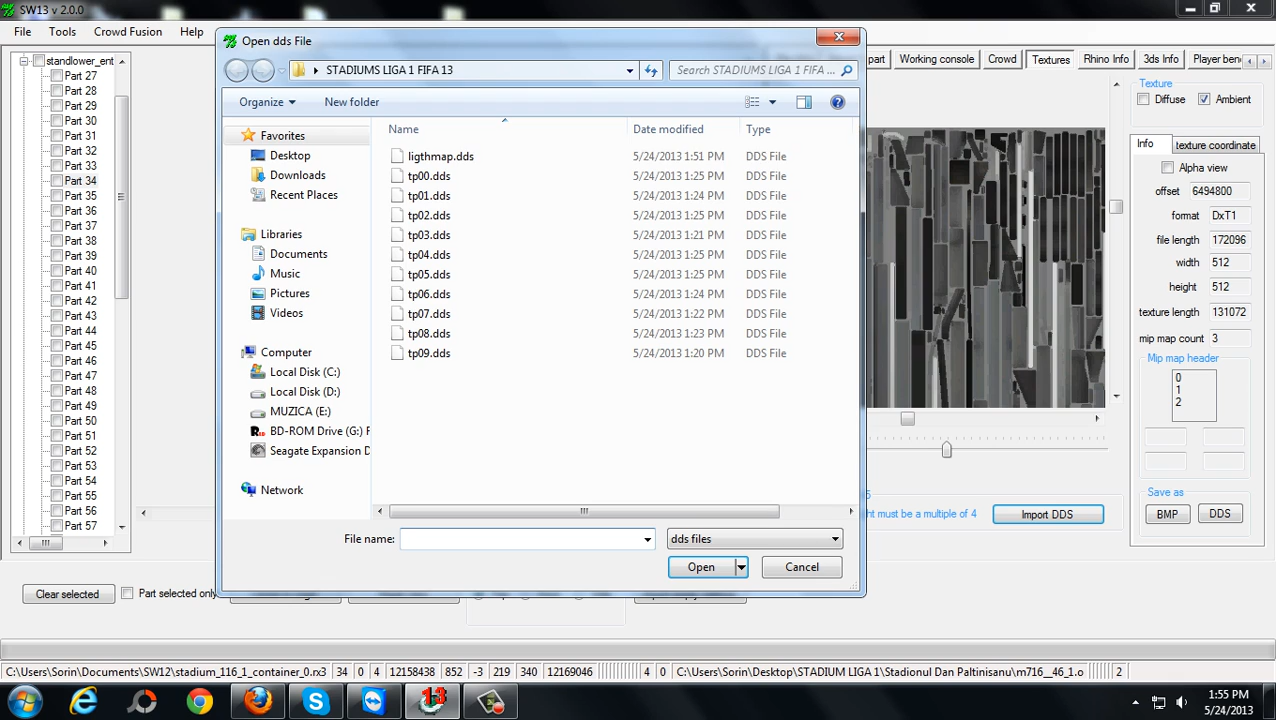 SW13 v 2.0.0
File Tools Crowd Fusion Help
Open dds File
STADIUMS LIGA 1 FIFA 13
Search STADIUMS LIGA 1 FIFA ...
Organize New folder
Name Date modified Type
Favorites
Desktop
Downloads
Recent Places
Libraries
Documents
Music
Pictures
Videos
Computer
Local Disk (C:)
Local Disk (D:)
MUZICA (E:)
BD-ROM Drive (G:) F
Seagate Expansion D
Network
ligthmap.dds 5/24/2013 1:51 PM DDS File
tp00.dds 5/24/2013 1:25 PM DDS File
tp01.dds 5/24/2013 1:24 PM DDS File
tp02.dds 5/24/2013 1:25 PM DDS File
tp03.dds 5/24/2013 1:21 PM DDS File
tp04.dds 5/24/2013 1:25 PM DDS File
tp05.dds 5/24/2013 1:25 PM DDS File
tp06.dds 5/24/2013 1:24 PM DDS File
tp07.dds 5/24/2013 1:22 PM DDS File
tp08.dds 5/24/2013 1:23 PM DDS File
tp09.dds 5/24/2013 1:20 PM DDS File
File name: dds files
Open Cancel
standlower_ent
Part 27
Part 28
Part 29
Part 30
Part 31
Part 32
Part 33
Part 34
Part 35
Part 36
Part 37
Part 38
Part 39
Part 40
Part 41
Part 42
Part 43
Part 44
Part 45
Part 46
Part 47
Part 48
Part 49
Part 50
Part 51
Part 52
Part 53
Part 54
Part 55
Part 56
Part 57
Clear selected Part selected only
part Working console Crowd Textures Rhino Info 3ds Info Player benc
Texture
Diffuse Ambient
Info texture coordinate
Alpha view
offset 6494800
format DxT1
file length 172096
width 512
height 512
texture length 131072
mip map count 3
Mip map header
0
1
2
Save as
BMP DDS
ht must be a multiple of 4 Import DDS
C:\Users\Sorin\Documents\SW12\stadium_116_1_container_0.rx3 34 0 4 12158438 852 -3 219 340 12169046 4 0 C:\Users\Sorin\Desktop\STADIUM LIGA 1\Stadionul Dan Paltinisanu\m716__46_1.o 2
13
1:55 PM
5/24/2013